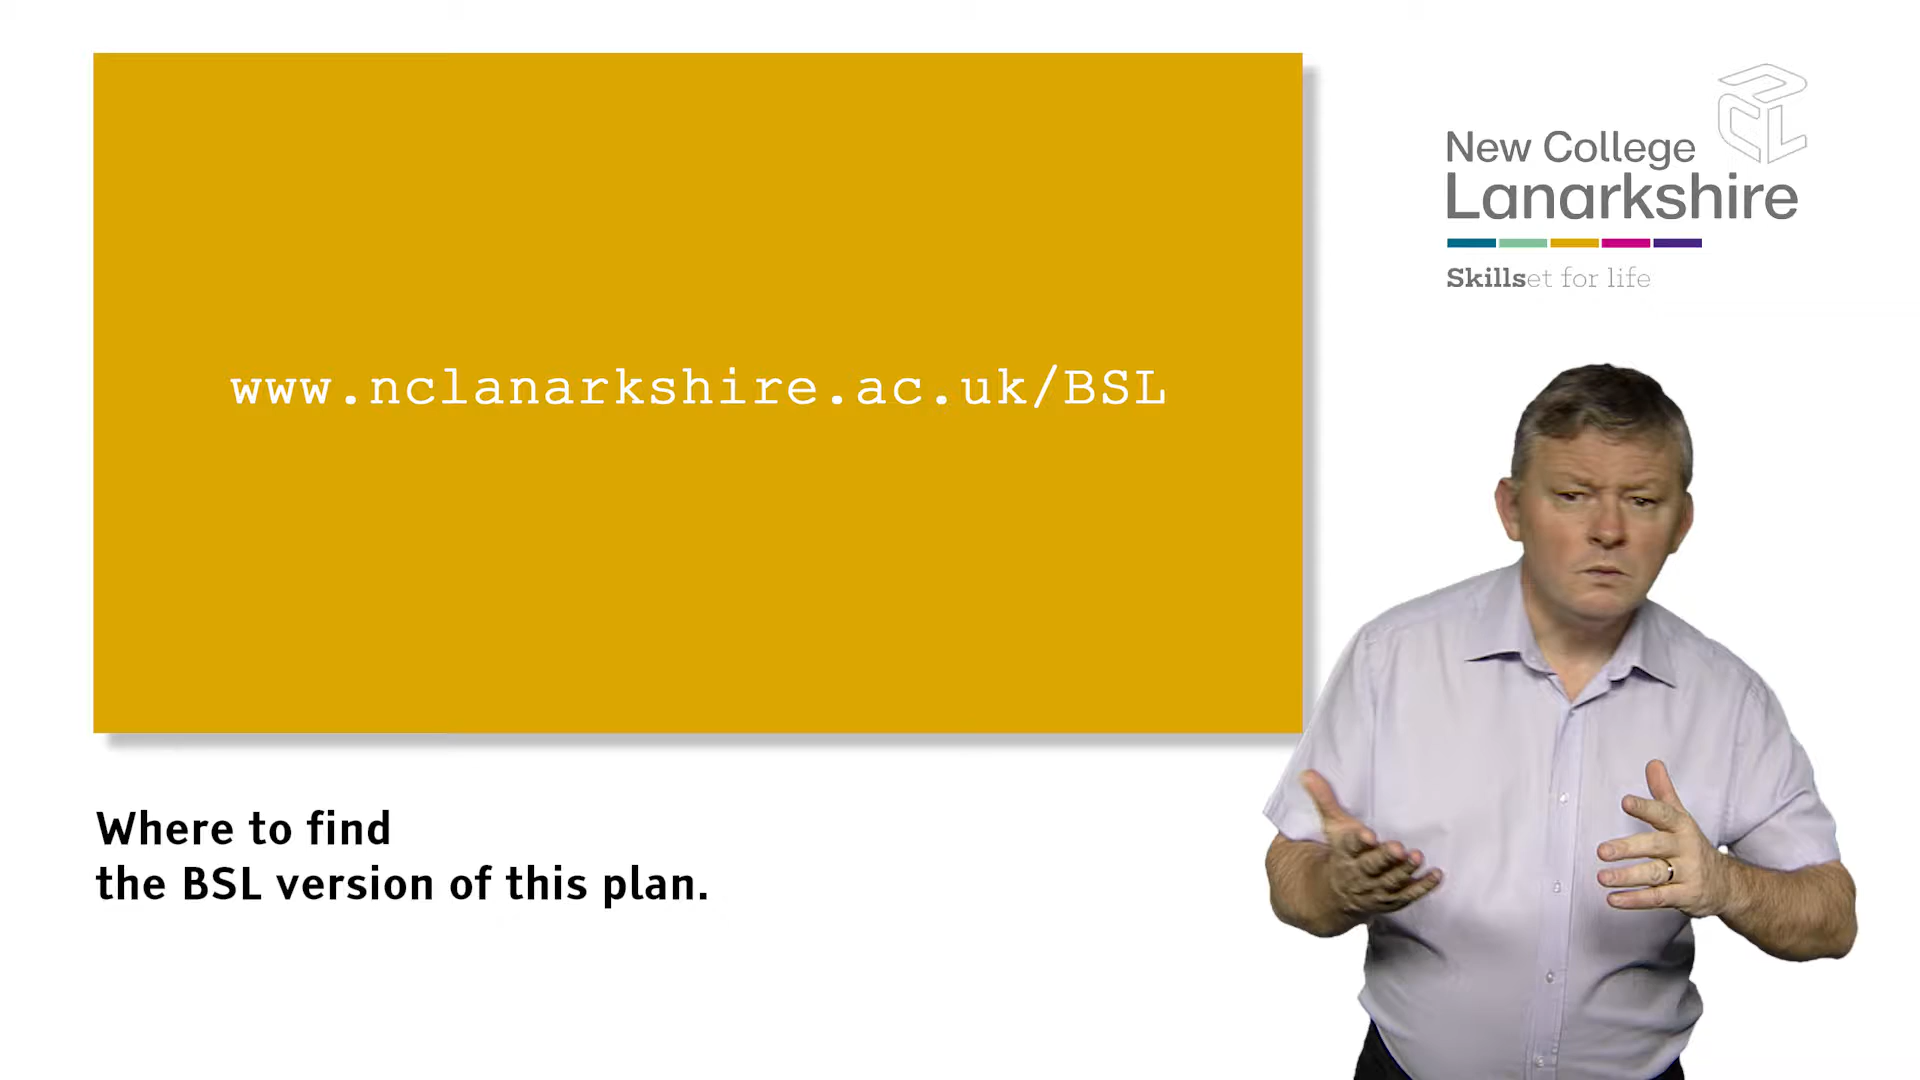 www.nclanarkshire.ac.uk/BSL
NCL
New College
Lanarkshire
Skillset for life
Where to find
the BSL version of this plan.